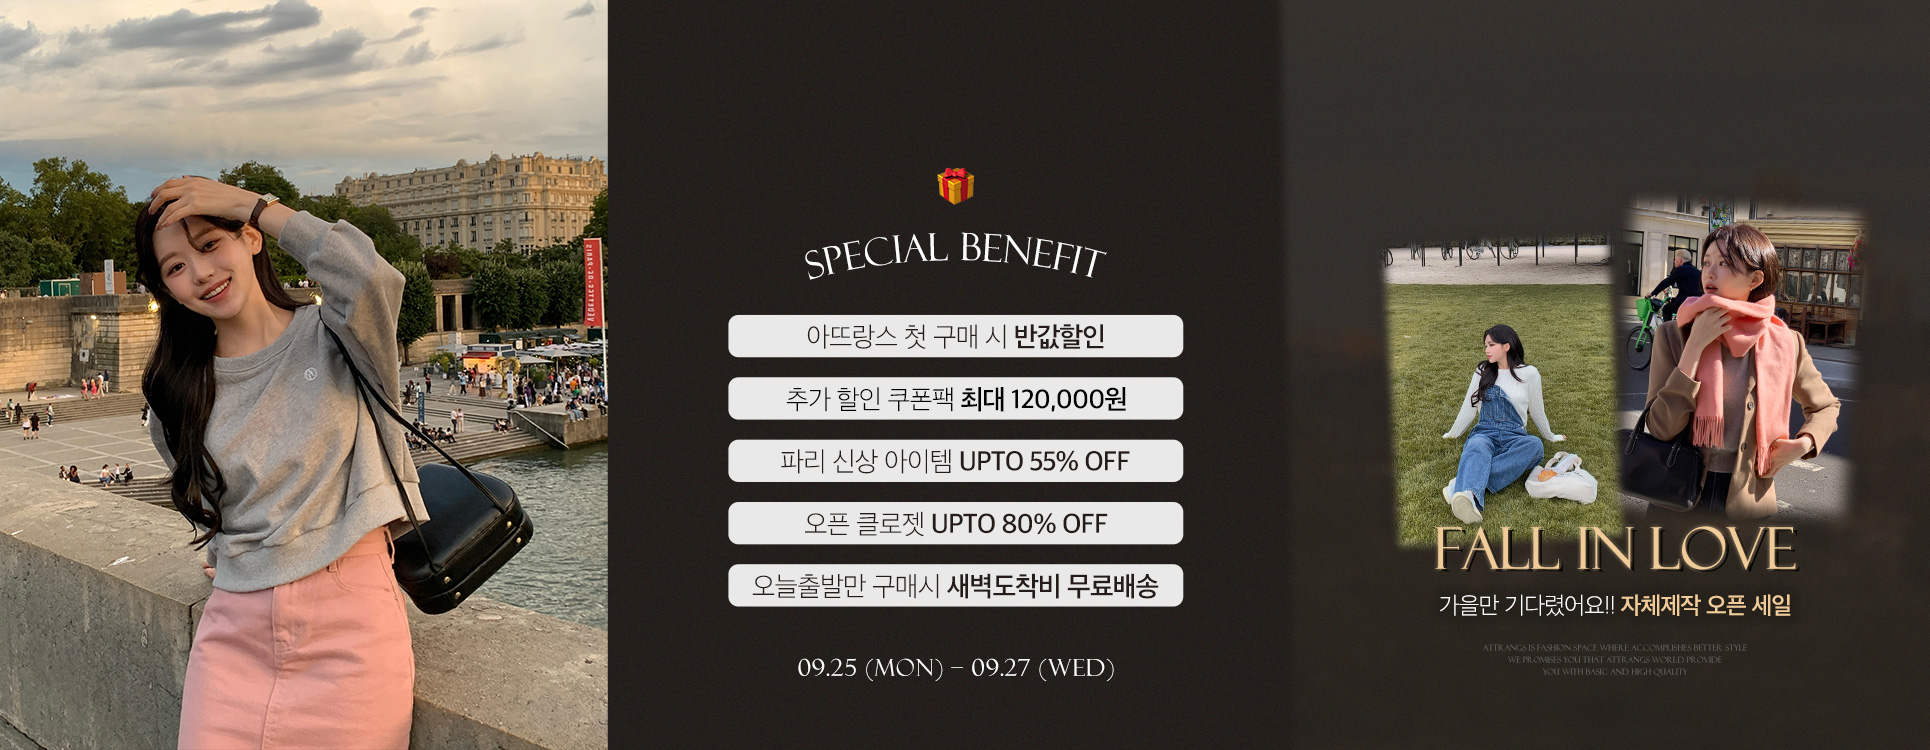 SPECIAL BENEFIT
아뜨랑스 첫 구매 시 반값할인
추가 할인 쿠폰팩 최대 120,000원
파리 신상 아이템 UPTO 55% OFF
오픈 클로젯 UPTO 80% OFF
오늘출발만 구매시 새벽도착비 무료배송
09.25 (MON) – 09.27 (WED)
FALL IN LOVE
가을만 기다렸어요!! 자체제작 오픈 세일
ATTRANGS IS FASHION SPACE WHERE ACCOMPLISHES BETTER STYLE
WE PROMISES YOU THAT ATTRANGS WORLD PROVIDE
YOU WITH BASIC AND HIGH QUALITY